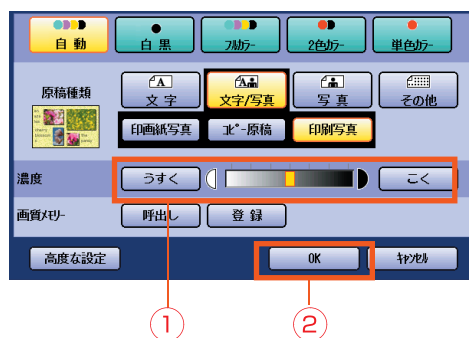 自動 白黒 フルカラー 2色カラー 単色カラー
原稿種類
文字 文字/写真 写真 その他
印画紙写真 コピー原稿 印刷写真
濃度 うすく こく
画質メモリー 呼出し 登録
高度な設定 OK キャンセル
① ②